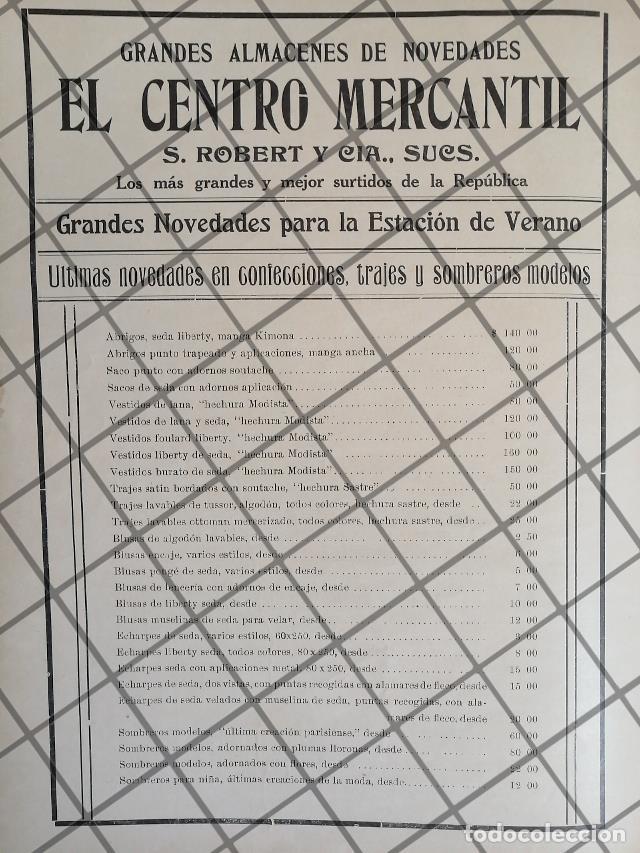 GRANDES ALMACENES DE NOVEDADES
EL CENTRO MERCANTIL
S. ROBERT Y CIA., SUCS.
Los más grandes y mejor surtidos de la República
Grandes Novedades para la Estación de Verano
Ultimas novedades en confecciones, trajes y sombreros modelos
Abrigos, seda liberty, manga Kimona ........ $ 140 00
Abrigos punto trapeado y aplicaciones, manga ancha ........ 120 00
Saco punto con adornos soutache ........ 80 00
Sacos de seda con adornos aplicación ........ 50 00
Vestidos de lana, "hechura Modista" ........ 80 00
Vestidos de lana y seda, "hechura Modista" ........ 120 00
Vestidos foulard liberty, "hechura Modista" ........ 100 00
Vestidos liberty de seda, "hechura Modista" ........ 160 00
Vestidos burato de seda, "hechura Modista" ........ 150 00
Trajes satin bordados con soutache, "hechura Sastre" ........ 50 00
Trajes lavables de tussor, algodón, todos colores, hechura sastre, desde .. 22 00
Trajes lavables ottoman mercerizado, todos colores, hechura sastre, desde .. 25 00
Blusas de algodón lavables, desde ........ 2 50
Blusas encaje, varios estilos, desde ........ 6 00
Blusas pongé de seda, varios estilos, desde ........ 5 00
Blusas de lencería con adornos de encaje, desde ........ 7 00
Blusas de liberty seda, desde ........ 10 00
Blusas muselinas de seda para velar, desde ........ 12 00
Echarpes de seda, varios estilos, 60x250, desde ........ 00
Echarpes liberty seda, todos colores, 80x250, desde ........ 8 00
Echarpes seda con aplicaciones metal, 80 x 250, desde ........ 15 00
Echarpes de seda, dos vistas, con puntas recogidas con alamares de fleco, desde 15 00
Echarpes de seda velados con muselina de seda, puntas recogidas, con ala-
mares de fleco, desde 20 00
Sombreros modelos, "última creación parisiense," desde ........ 60 00
Sombreros modelos, adornados con plumas lloronas, desde ........ 80 00
Sombreros modelos, adornados con flores, desde ........ 22 00
Sombreros para niña, últimas creaciones de la moda, desde ........ 12 00
todocoleccion